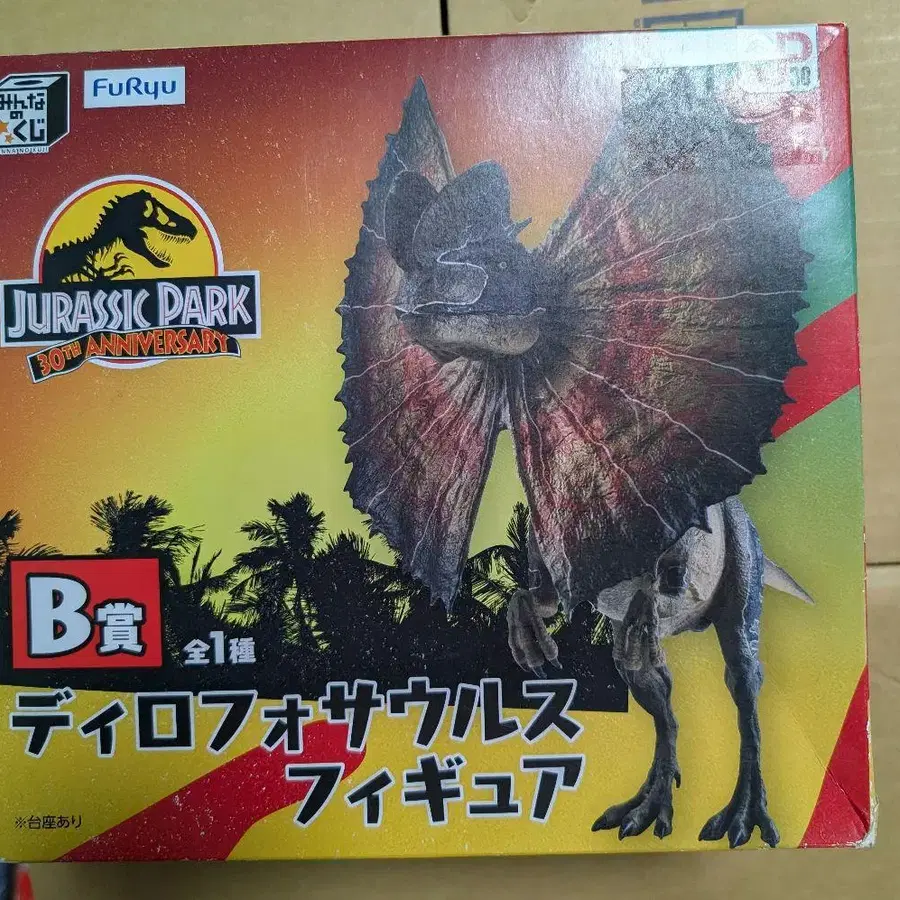 みんな
の
くじ
MINNANOKUJI
FuRyu
JURASSIC PARK
30TH ANNIVERSARY
B賞
全1種
ディロフォサウルス
フィギュア
※台座あり